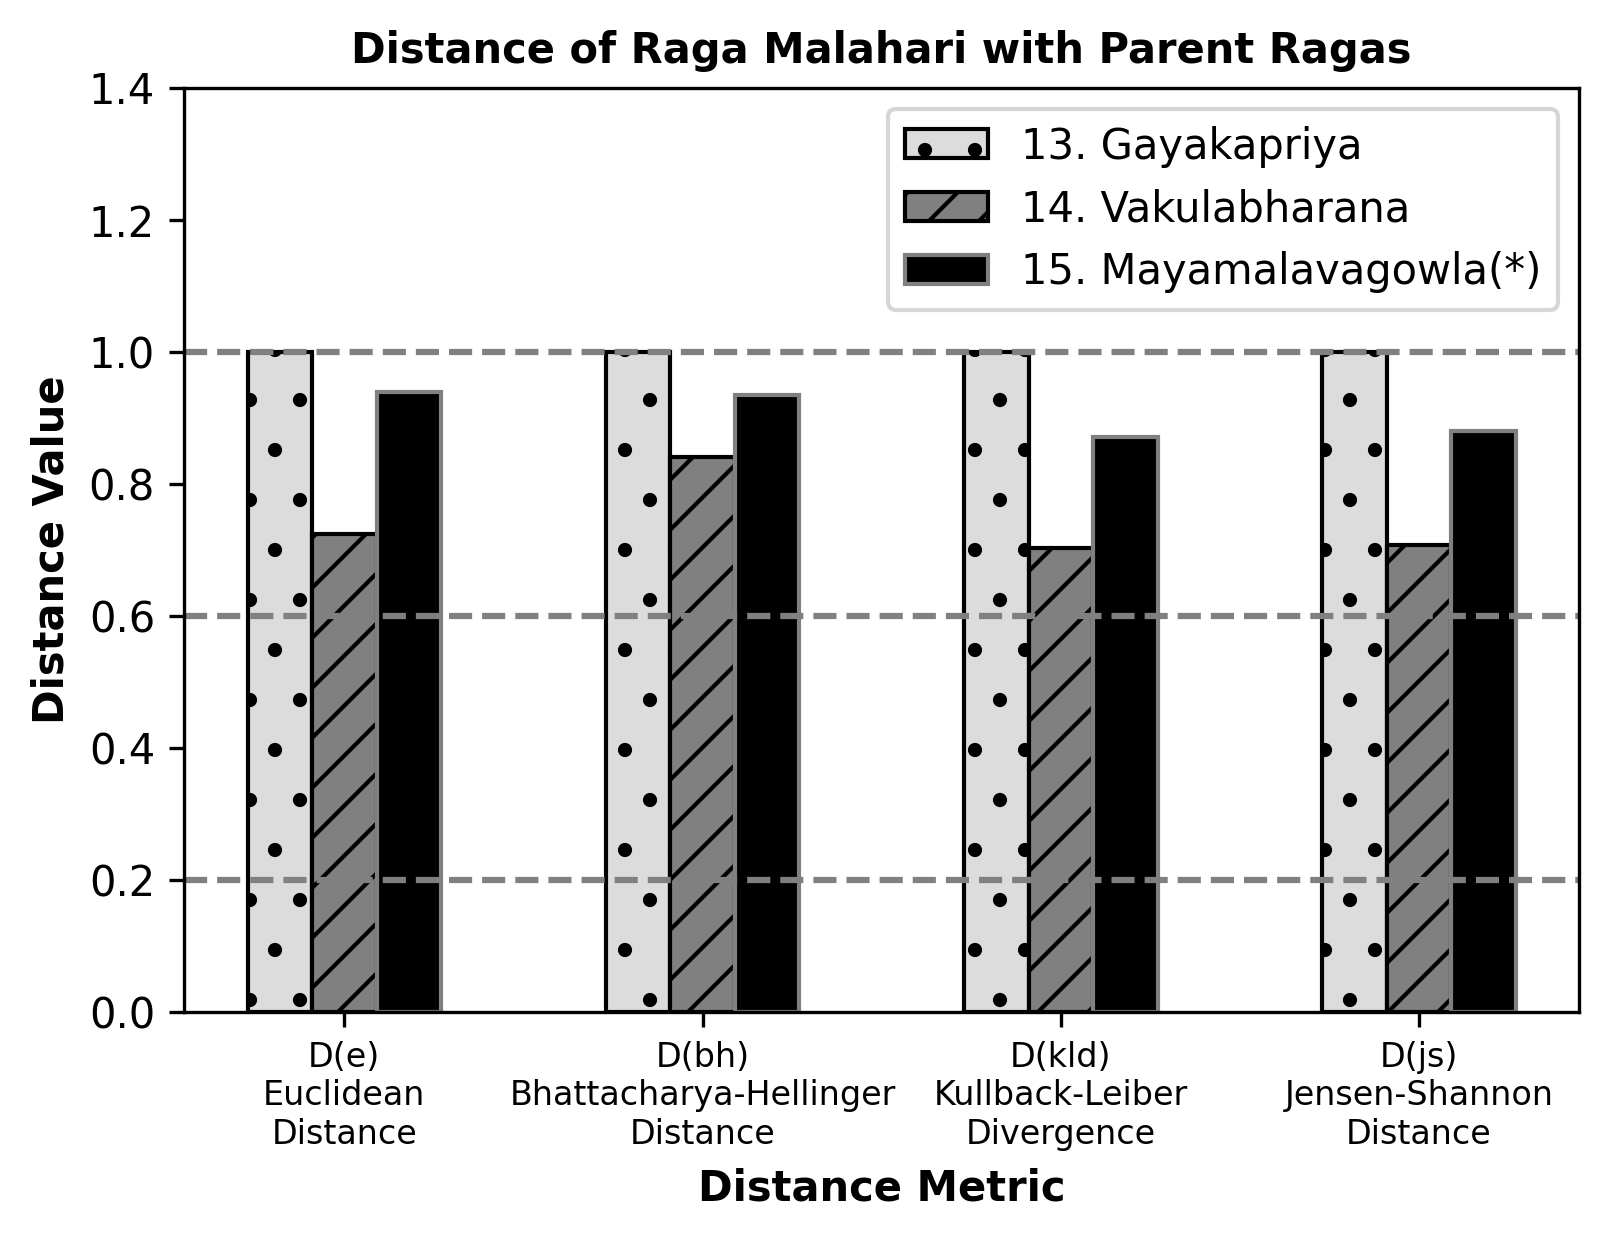 Distance of Raga Malahari with Parent Ragas
1.4
1.2
1.0
0.8
0.6
0.4
0.2
0.0
Distance Value
13. Gayakapriya
14. Vakulabharana
15. Mayamalavagowla(*)
D(e)
Euclidean
Distance
D(bh)
Bhattacharya-Hellinger
Distance
D(kld)
Kullback-Leiber
Divergence
D(js)
Jensen-Shannon
Distance
Distance Metric